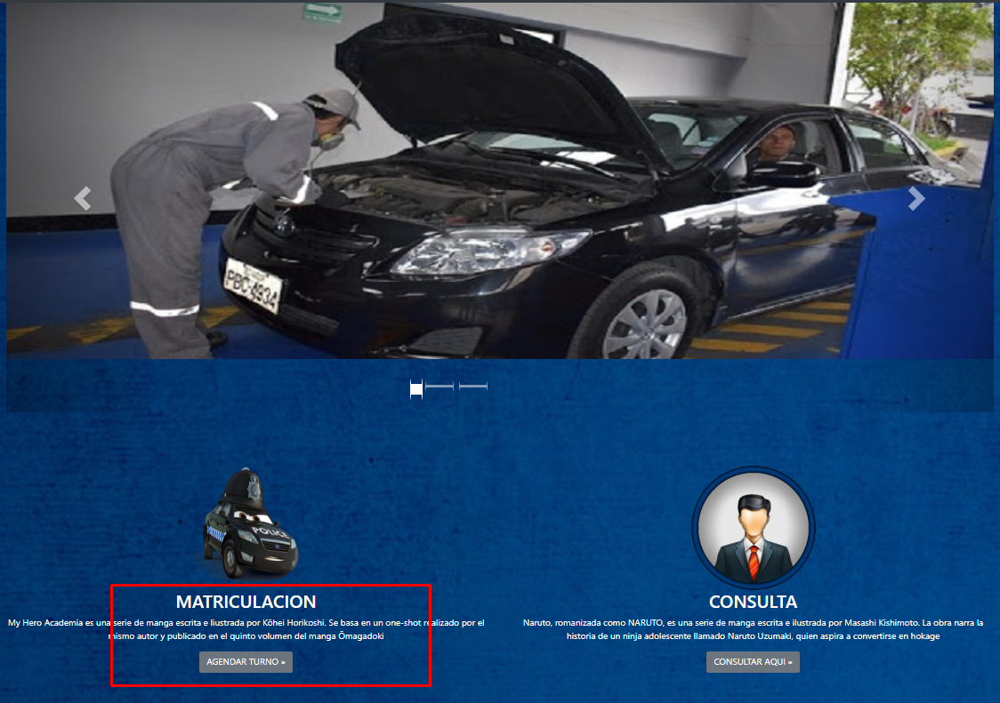 PBC-4934
POLICE
MATRICULACION
My Hero Academia es una serie de manga escrita e ilustrada por Kōhei Horikoshi. Se basa en un one-shot realizado por el
mismo autor y publicado en el quinto volumen del manga Ōmagadoki
AGENDAR TURNO »
CONSULTA
Naruto, romanizada como NARUTO, es una serie de manga escrita e ilustrada por Masashi Kishimoto. La obra narra la
historia de un ninja adolescente llamado Naruto Uzumaki, quien aspira a convertirse en hokage
CONSULTAR AQUI »